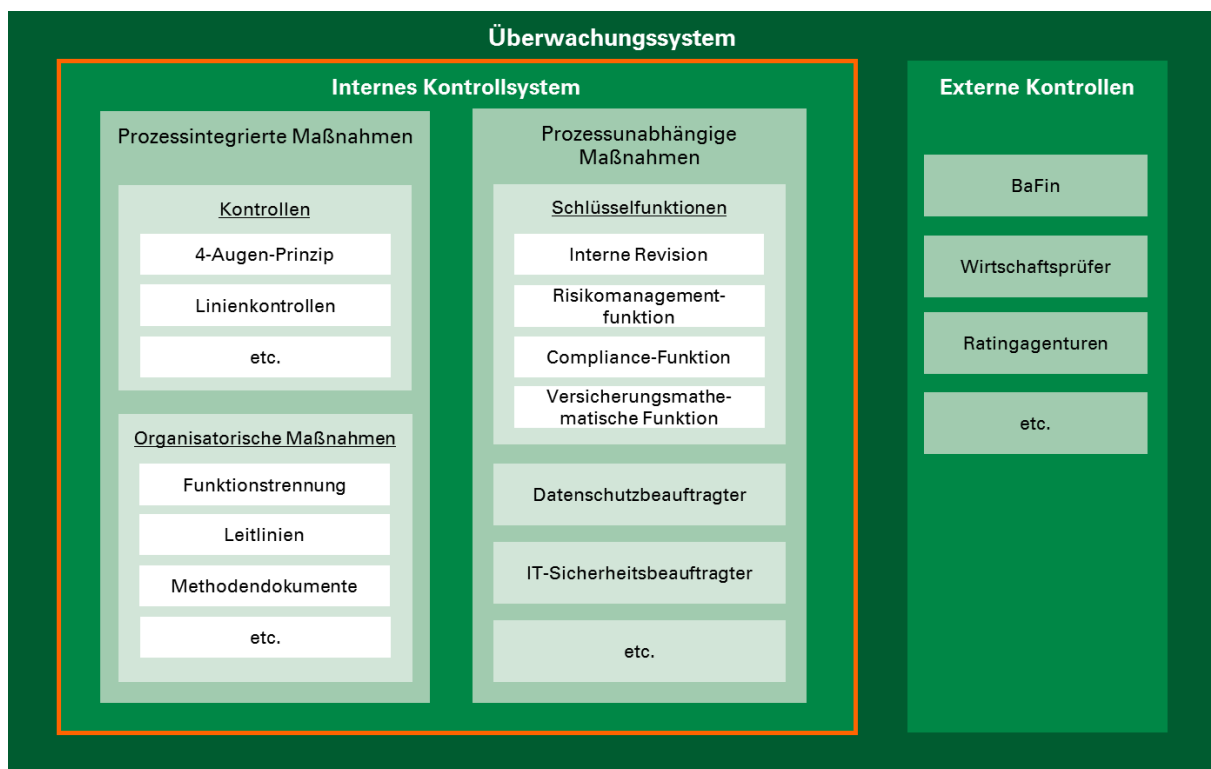 Überwachungssystem
Internes Kontrollsystem
Prozessintegrierte Maßnahmen
Kontrollen
4-Augen-Prinzip
Linienkontrollen
etc.
Organisatorische Maßnahmen
Funktionstrennung
Leitlinien
Methodendokumente
etc.
Prozessunabhängige
Maßnahmen
Schlüsselfunktionen
Interne Revision
Risikomanagement-
funktion
Compliance-Funktion
Versicherungsmathe-
matische Funktion
Datenschutzbeauftragter
IT-Sicherheitsbeauftragter
etc.
Externe Kontrollen
BaFin
Wirtschaftsprüfer
Ratingagenturen
etc.